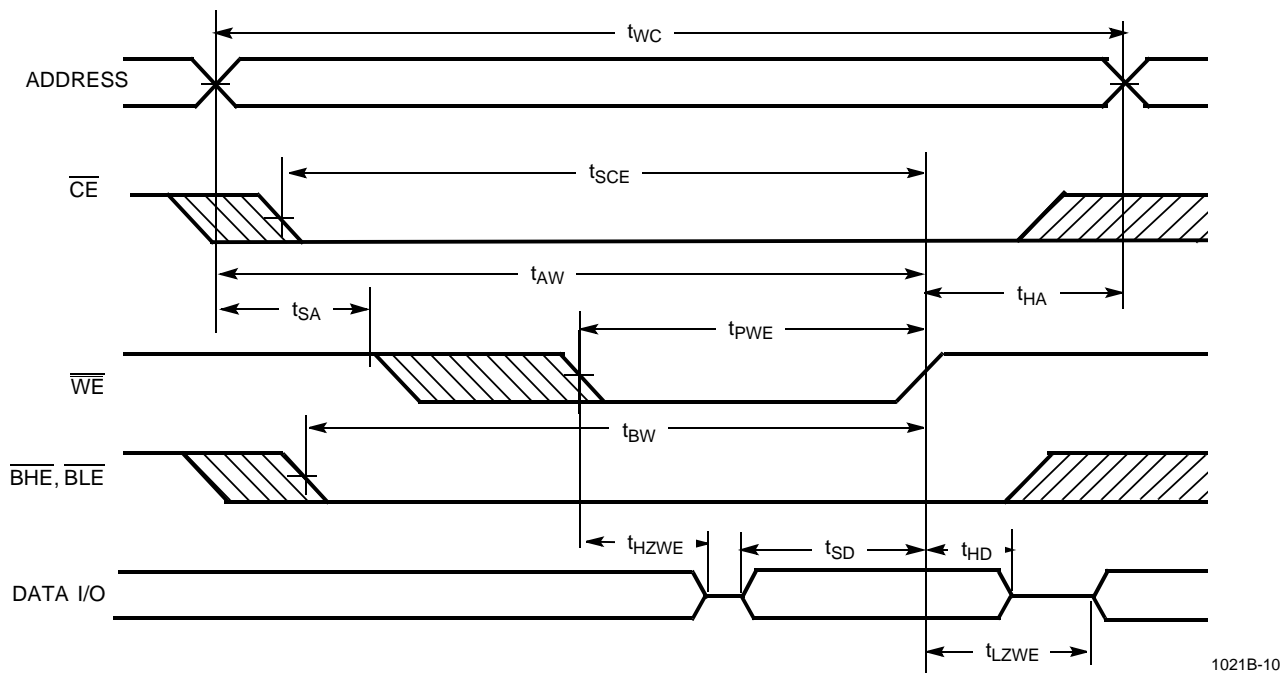 tWC
ADDRESS
tSCE
CE
tAW
tSA
tHA
tPWE
WE
tBW
BHE, BLE
tHZWE
tSD
tHD
DATA I/O
tLZWE
1021B-10